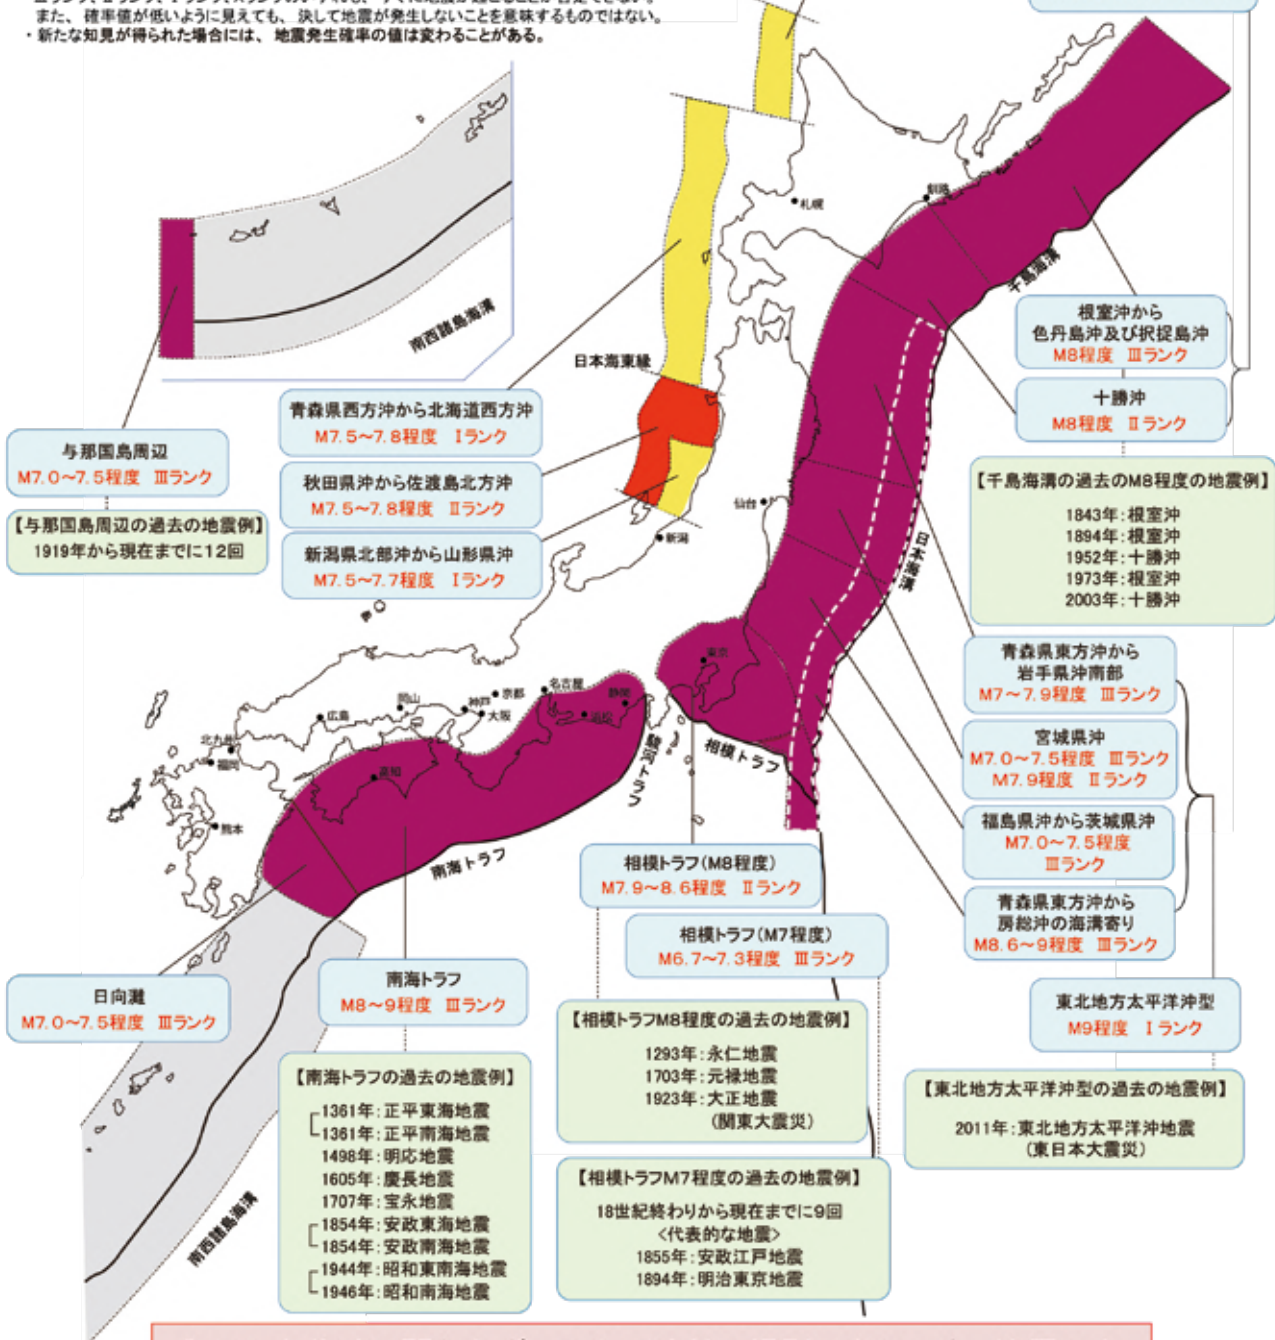 また、確率値が低いように見えても、決して地震が発生しないことを意味するものではない。
・新たな知見が得られた場合には、地震発生確率の値は変わることがある。
南西諸島海溝
与那国島周辺
M7.0～7.5程度 Ⅲランク
【与那国島周辺の過去の地震例】
1919年から現在までに12回
日本海東縁
青森県西方沖から北海道西方沖
M7.5～7.8程度 Ⅰランク
秋田県沖から佐渡島北方沖
M7.5～7.8程度 Ⅱランク
新潟県北部沖から山形県沖
M7.5～7.7程度 Ⅰランク
札幌
釧路
千島海溝
仙台
新潟
日本海溝
東京
根室沖から
色丹島沖及び択捉島沖
M8程度 Ⅲランク
十勝沖
M8程度 Ⅱランク
【千島海溝の過去のM8程度の地震例】
1843年:根室沖
1894年:根室沖
1952年:十勝沖
1973年:根室沖
2003年:十勝沖
青森県東方沖から
岩手県沖南部
M7～7.9程度 Ⅲランク
宮城県沖
M7.0～7.5程度 Ⅲランク
M7.9程度 Ⅱランク
福島県沖から茨城県沖
M7.0～7.5程度
Ⅲランク
青森県東方沖から
房総沖の海溝寄り
M8.6～9程度 Ⅲランク
東北地方太平洋沖型
M9程度 Ⅰランク
【東北地方太平洋沖型の過去の地震例】
2011年:東北地方太平洋沖地震
(東日本大震災)
名古屋
静岡
浜松
京都
神戸
大阪
岡山
広島
北九州
福岡
高知
熊本
駿河トラフ
相模トラフ
南海トラフ
相模トラフ(M8程度)
M7.9～8.6程度 Ⅱランク
相模トラフ(M7程度)
M6.7～7.3程度 Ⅲランク
【相模トラフM8程度の過去の地震例】
1293年:永仁地震
1703年:元禄地震
1923年:大正地震
(関東大震災)
【相模トラフM7程度の過去の地震例】
18世紀終わりから現在までに9回
<代表的な地震>
1855年:安政江戸地震
1894年:明治東京地震
日向灘
M7.0～7.5程度 Ⅲランク
南海トラフ
M8～9程度 Ⅲランク
【南海トラフの過去の地震例】
1361年:正平東海地震
1361年:正平南海地震
1498年:明応地震
1605年:慶長地震
1707年:宝永地震
1854年:安政東海地震
1854年:安政南海地震
1944年:昭和東南海地震
1946年:昭和南海地震
南西諸島海溝